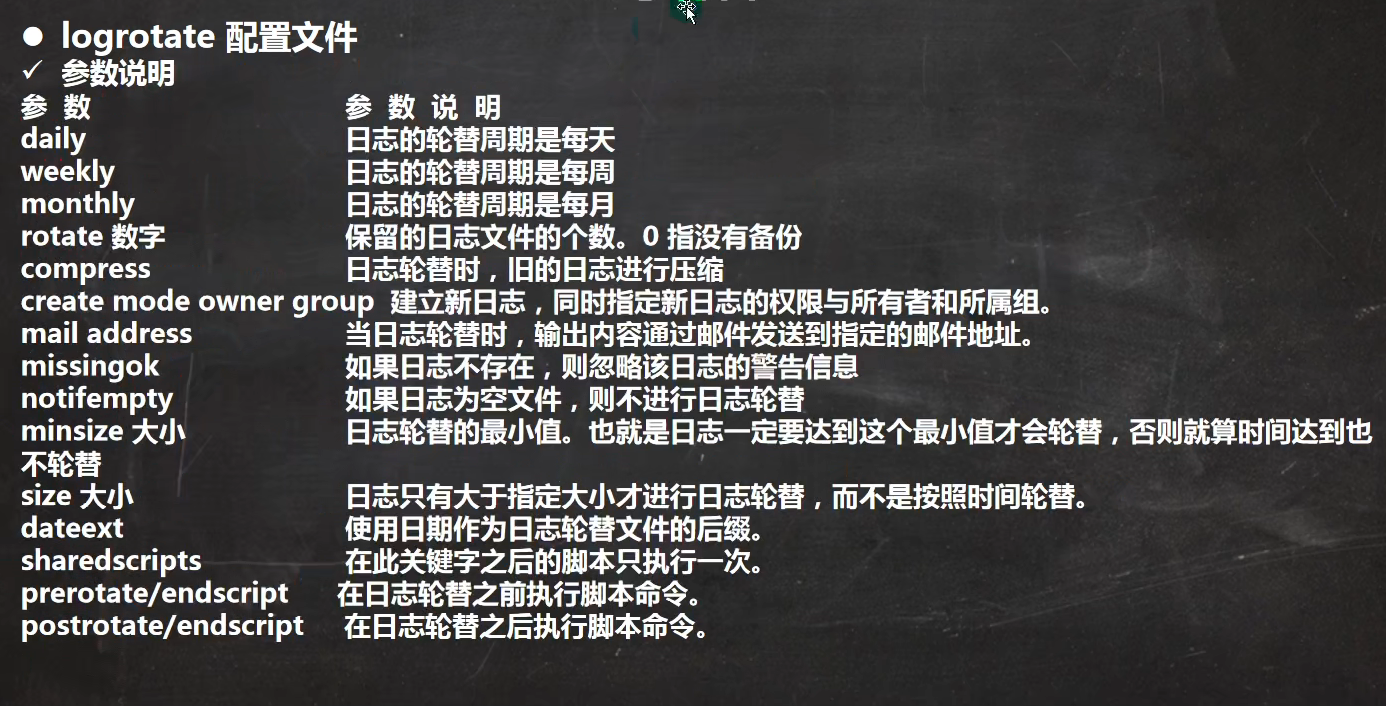 ● logrotate 配置文件
✓ 参数说明
参 数 参 数 说 明
daily 日志的轮替周期是每天
weekly 日志的轮替周期是每周
monthly 日志的轮替周期是每月
rotate 数字 保留的日志文件的个数。0 指没有备份
compress 日志轮替时，旧的日志进行压缩
create mode owner group 建立新日志，同时指定新日志的权限与所有者和所属组。
mail address 当日志轮替时，输出内容通过邮件发送到指定的邮件地址。
missingok 如果日志不存在，则忽略该日志的警告信息
notifempty 如果日志为空文件，则不进行日志轮替
minsize 大小 日志轮替的最小值。也就是日志一定要达到这个最小值才会轮替，否则就算时间达到也
不轮替
size 大小 日志只有大于指定大小才进行日志轮替，而不是按照时间轮替。
dateext 使用日期作为日志轮替文件的后缀。
sharedscripts 在此关键字之后的脚本只执行一次。
prerotate/endscript 在日志轮替之前执行脚本命令。
postrotate/endscript 在日志轮替之后执行脚本命令。